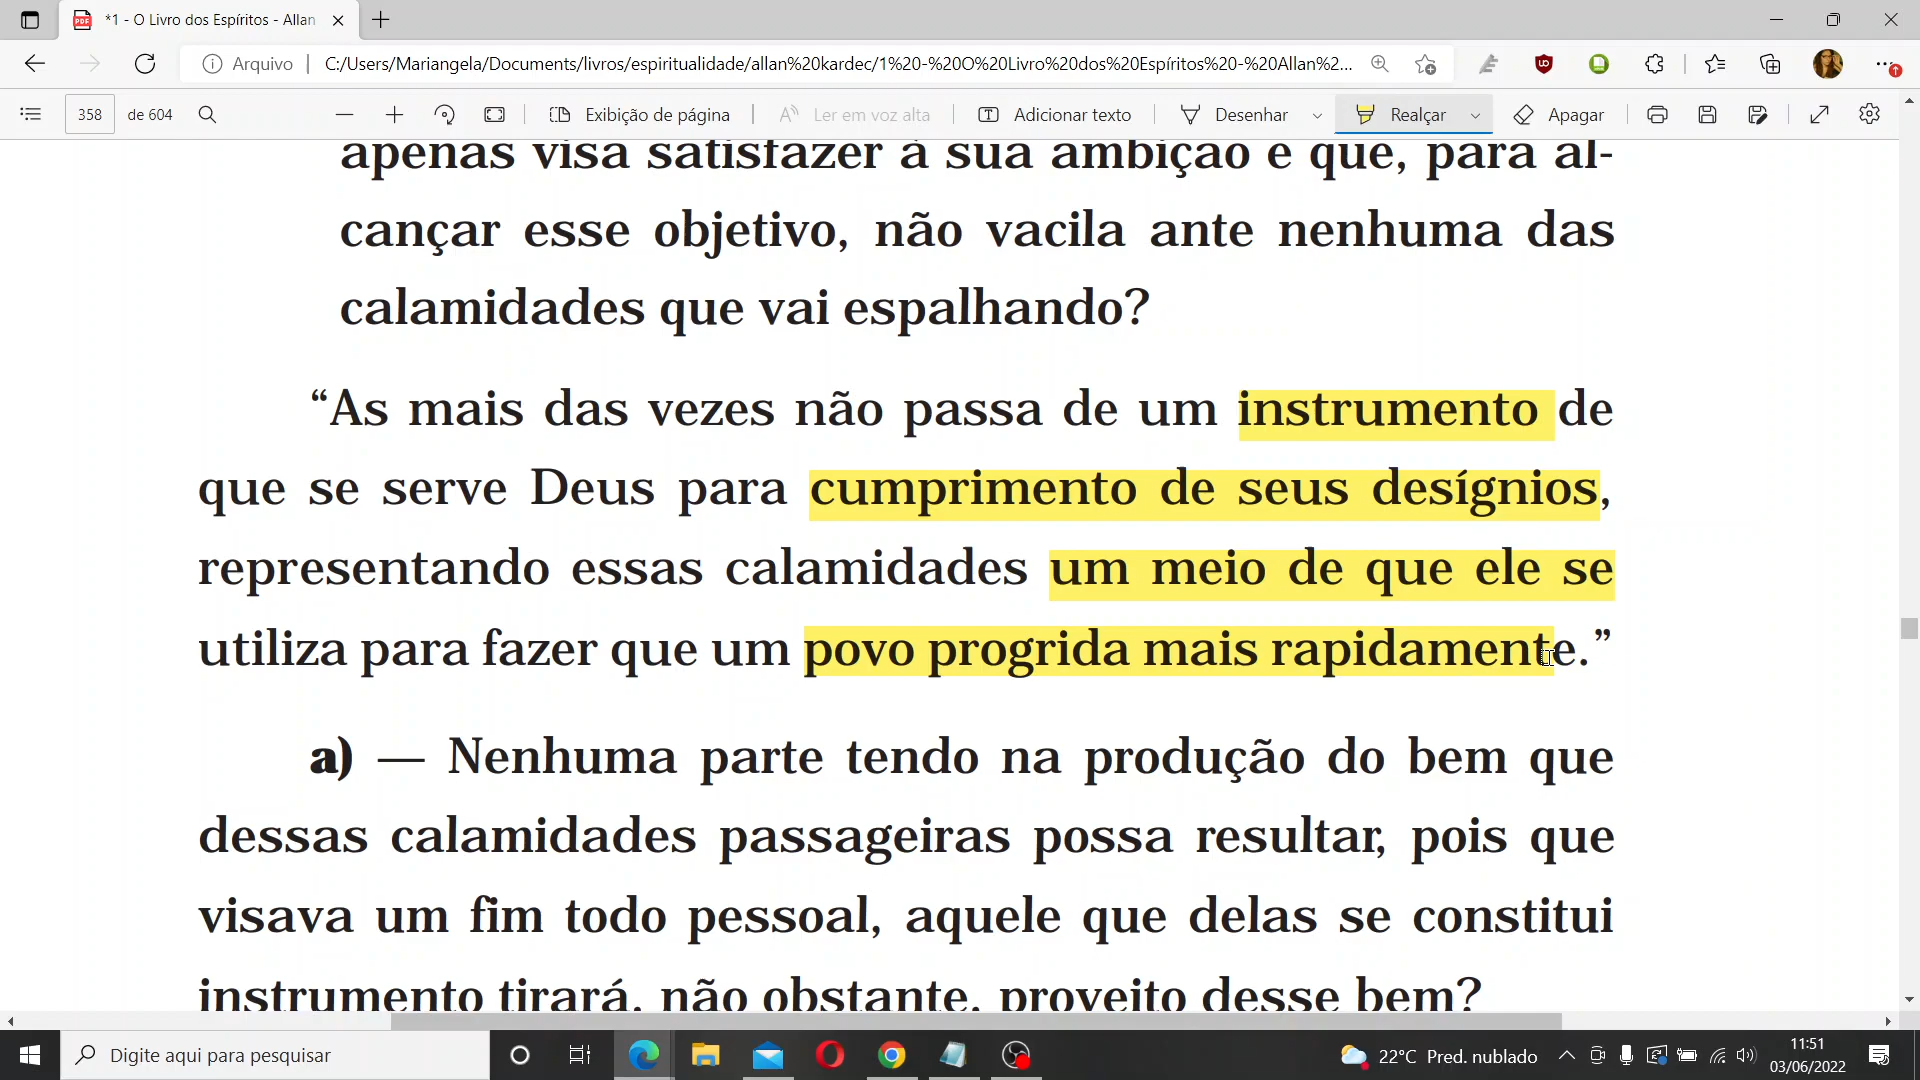 *1 - O Livro dos Espíritos - Allan
Arquivo
C:/Users/Mariangela/Documents/livros/espiritualidade/allan%20kardec/1%20-%20O%20Livro%20dos%20Espíritos%20-%20Allan%2...
358 de 604
Exibição de página
Ler em voz alta
Adicionar texto
Desenhar
Realçar
Apagar
apenas visa satisfazer à sua ambição e que, para al-
cançar esse objetivo, não vacila ante nenhuma das
calamidades que vai espalhando?
“As mais das vezes não passa de um instrumento de
que se serve Deus para cumprimento de seus desígnios,
representando essas calamidades um meio de que ele se
utiliza para fazer que um povo progrida mais rapidamente.”
a) — Nenhuma parte tendo na produção do bem que
dessas calamidades passageiras possa resultar, pois que
visava um fim todo pessoal, aquele que delas se constitui
instrumento tirará, não obstante, proveito desse bem?
Digite aqui para pesquisar
22°C Pred. nublado
11:51
03/06/2022